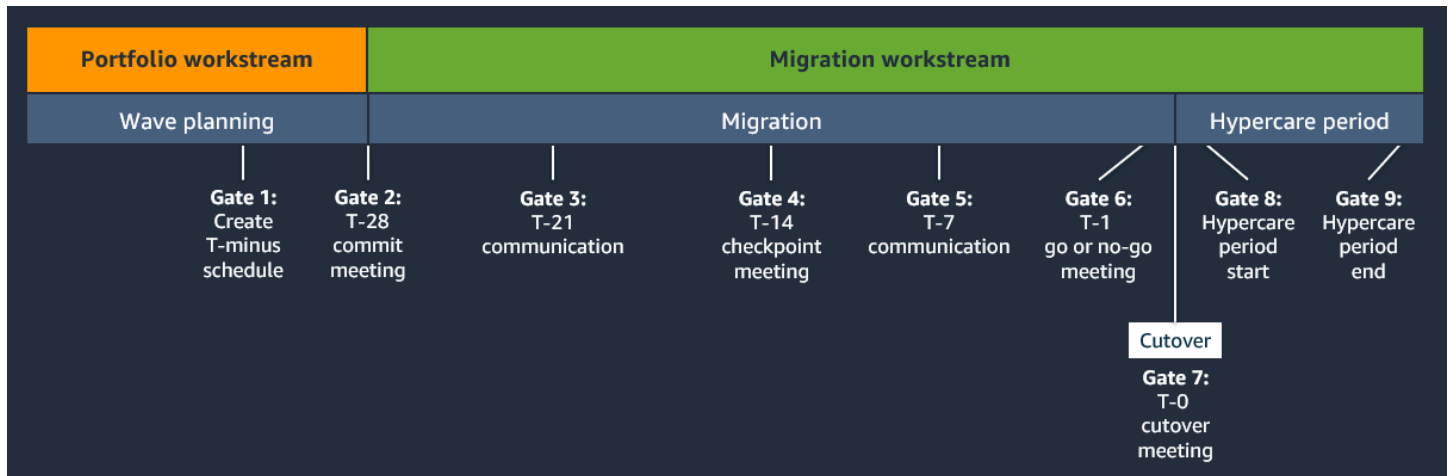 Portfolio workstream
Migration workstream
Wave planning
Migration
Hypercare period
Gate 1:
Create
T-minus
schedule
Gate 2:
T-28
commit
meeting
Gate 3:
T-21
communication
Gate 4:
T-14
checkpoint
meeting
Gate 5:
T-7
communication
Gate 6:
T-1
go or no-go
meeting
Gate 8:
Hypercare
period
start
Gate 9:
Hypercare
period
end
Cutover
Gate 7:
T-0
cutover
meeting